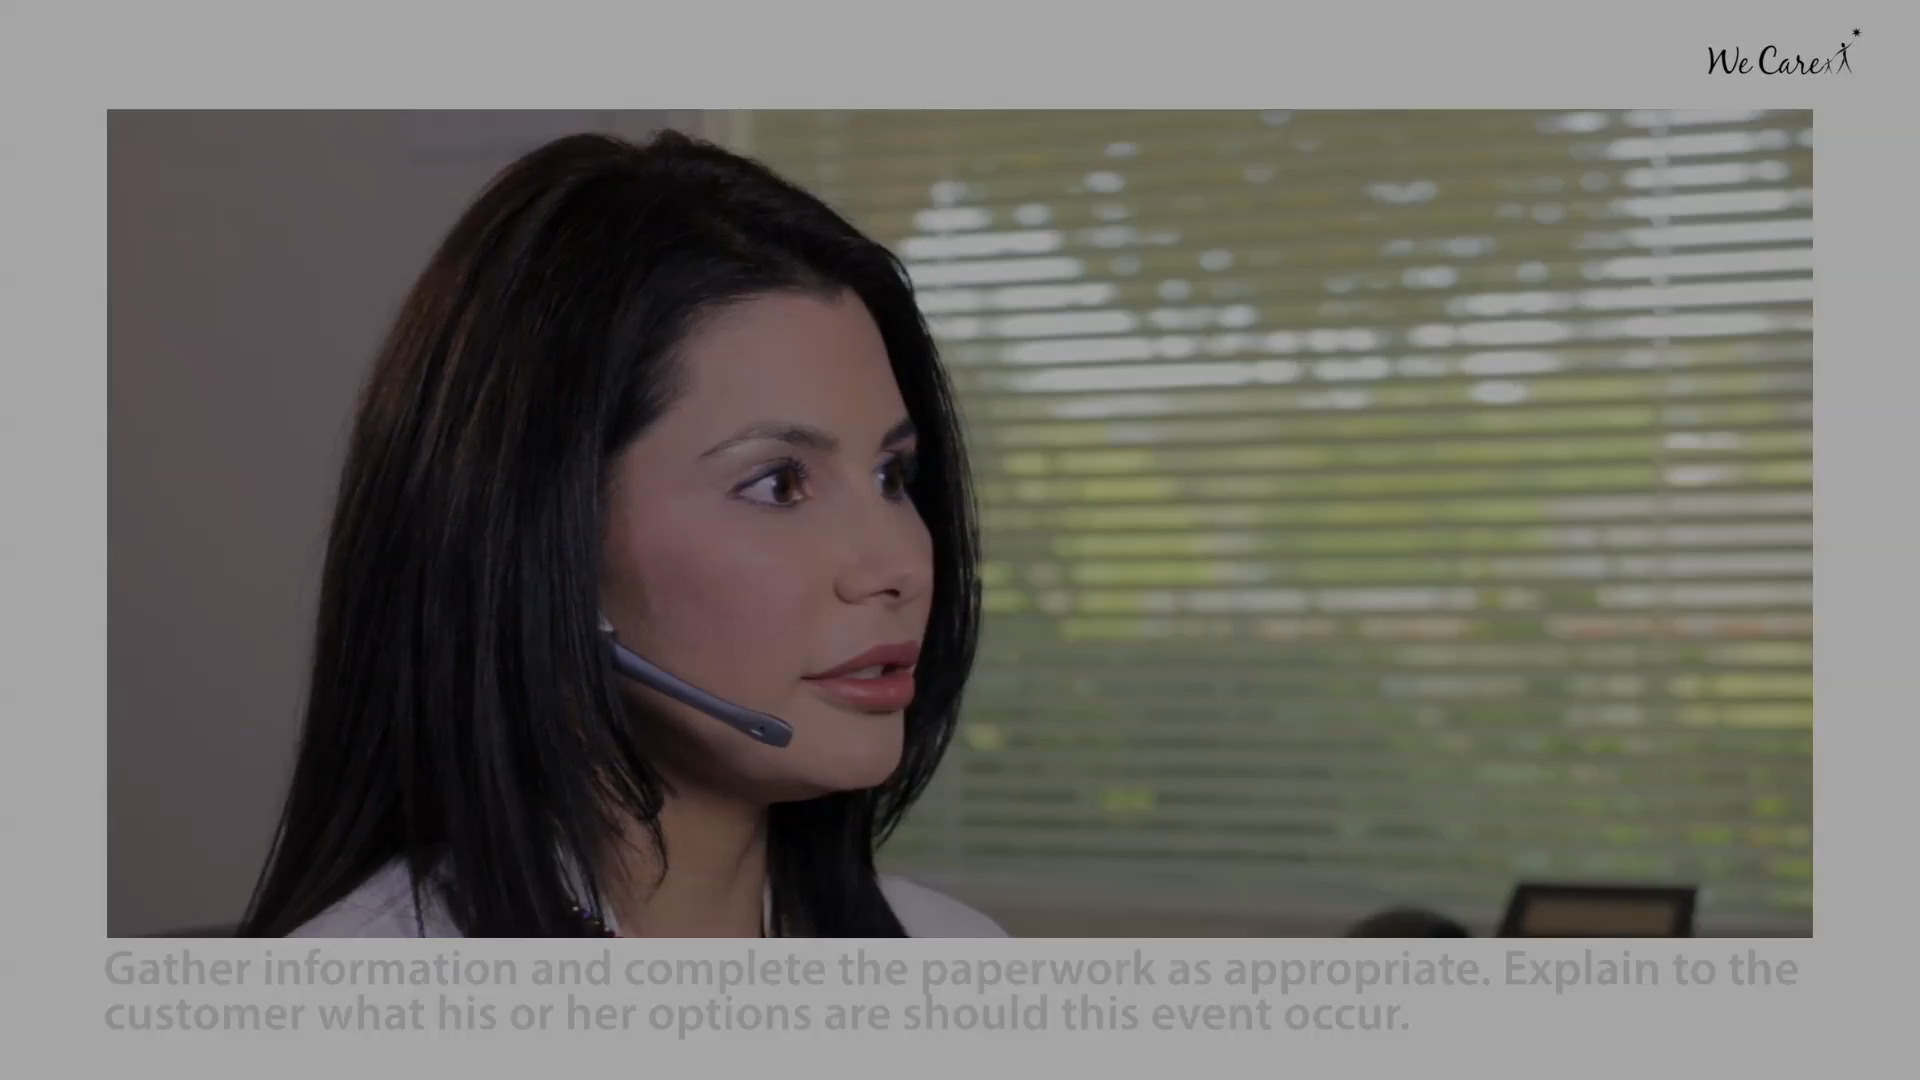 We Care
Gather information and complete the paperwork as appropriate. Explain to the
customer what his or her options are should this event occur.